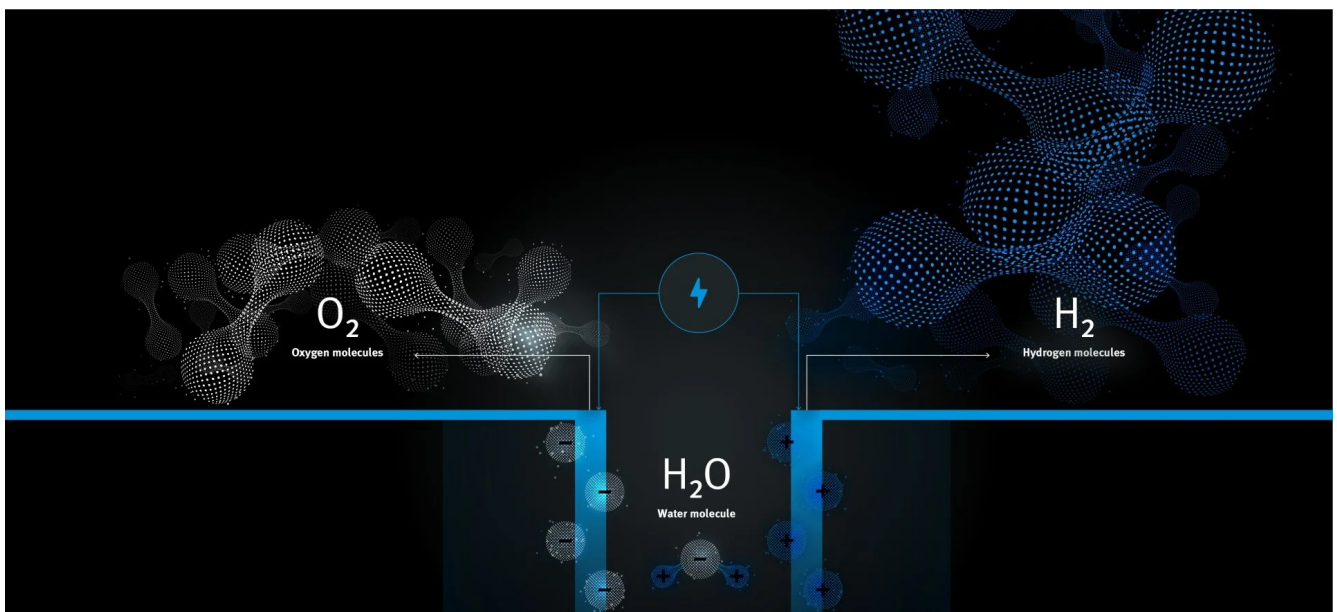 O₂
Oxygen molecules
H₂
Hydrogen molecules
H₂O
Water molecule
− +
− +
− +
−
+ +
− +